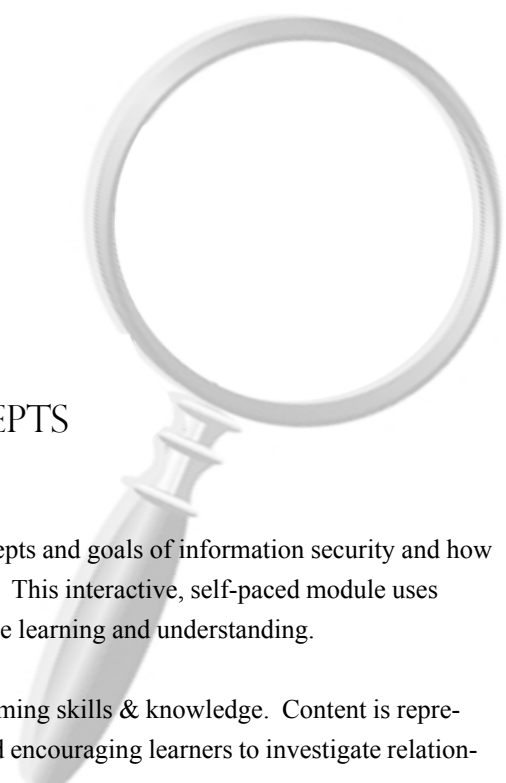 EPTS
epts and goals of information security and how
This interactive, self-paced module uses
e learning and understanding.
ming skills & knowledge. Content is repre-
d encouraging learners to investigate relation-